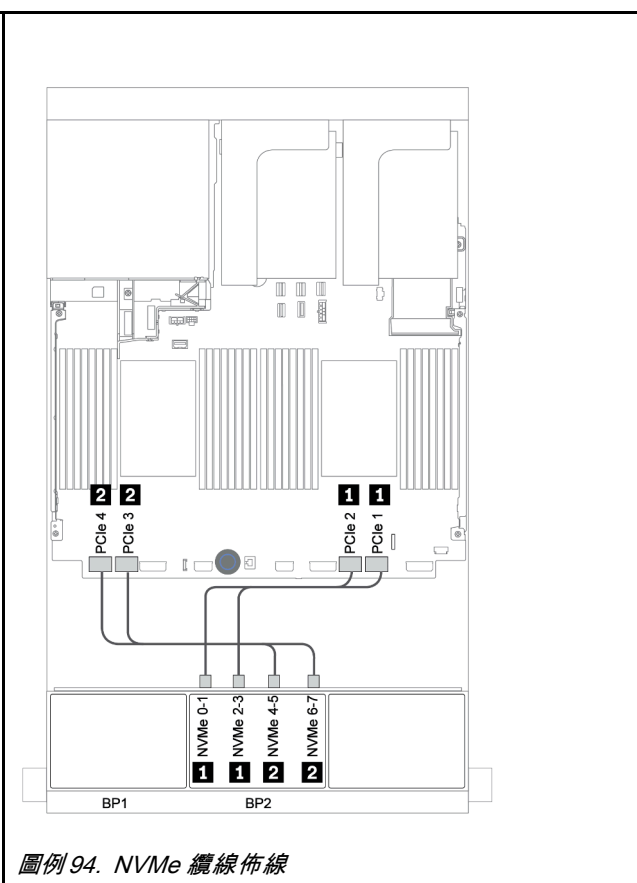 2 2 1 1
PCIe 4 PCIe 3 PCIe 2 PCIe 1
NVMe 0-1 NVMe 2-3 NVMe 4-5 NVMe 6-7
1 1 2 2
BP1 BP2
圖例 94. NVMe 纜線佈線